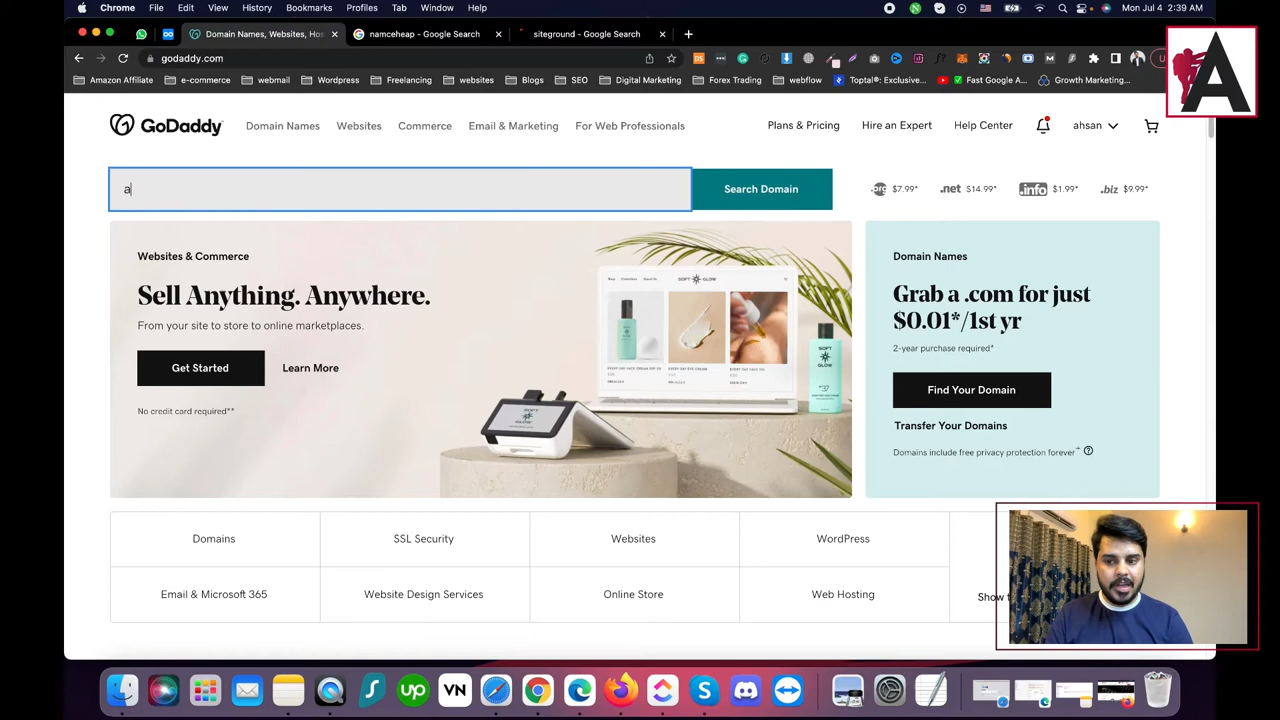 Chrome File Edit View History Bookmarks Profiles Tab Window Help
Mon Jul 4 2:39 AM
Domain Names, Websites, Hos
namceheap - Google Search
siteground - Google Search
godaddy.com
Amazon Affiliate e-commerce webmail Wordpress Freelancing websites Blogs SEO Digital Marketing Forex Trading webflow Toptal®: Exclusive... Fast Google A... Growth Marketing...
A
GoDaddy
Domain Names Websites Commerce Email & Marketing For Web Professionals
Plans & Pricing Hire an Expert Help Center ahsan
a
Search Domain
.org $7.99* .net $14.99* .info $1.99* .biz $9.99*
Websites & Commerce
Sell Anything. Anywhere.
From your site to store to online marketplaces.
Get Started Learn More
No credit card required**
SOFT GLOW
Domain Names
Grab a .com for just
$0.01*/1st yr
2-year purchase required*
Find Your Domain
Transfer Your Domains
Domains include free privacy protection forever+
Domains SSL Security Websites WordPress
Email & Microsoft 365 Website Design Services Online Store Web Hosting
Show
up VN